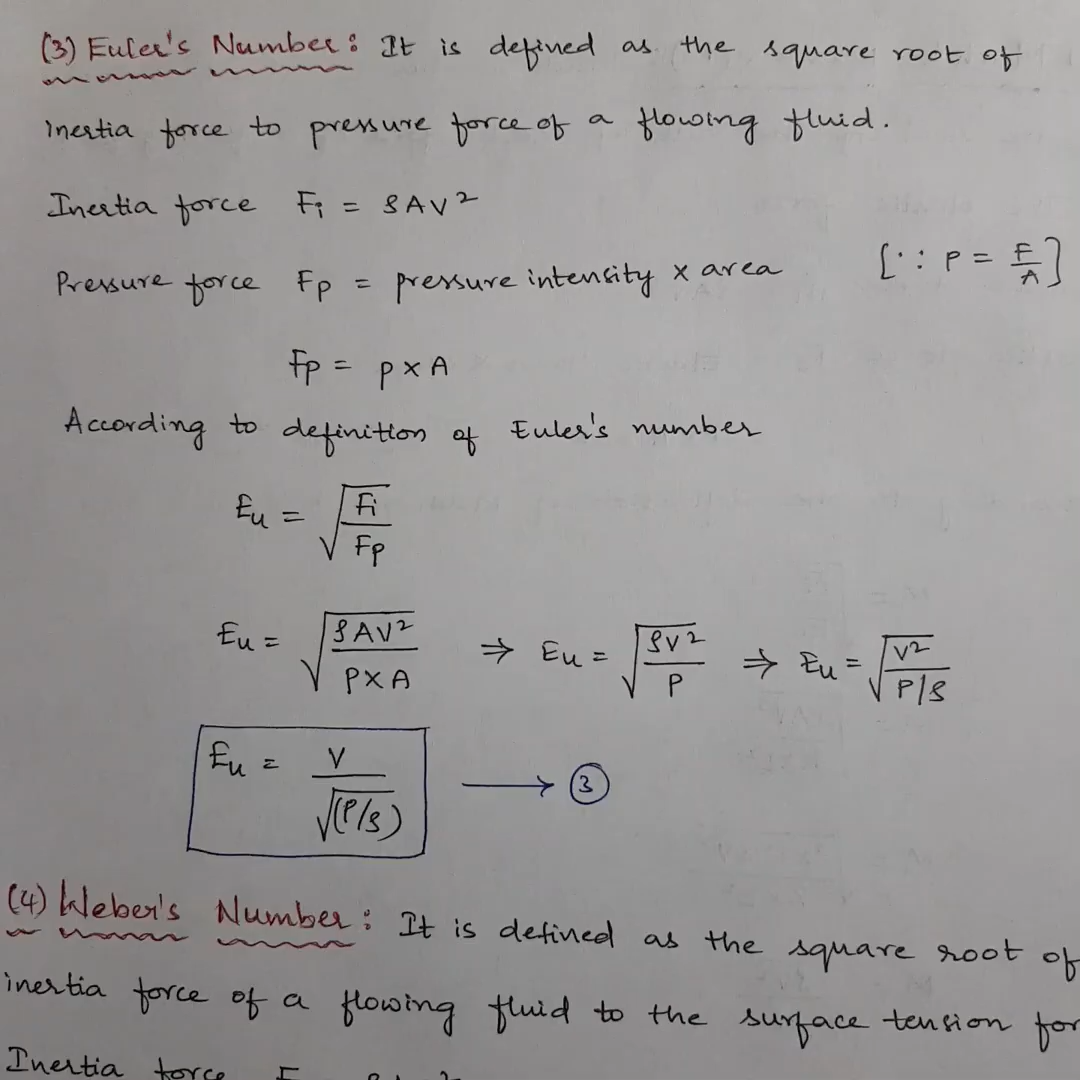 (3) Euler's Number: It is defined as the square root of
inertia force to pressure force of a flowing fluid.
Inertia force Fi = ρAV²
Pressure force Fp = pressure intensity × area [∵ P = F/A]
Fp = p × A
According to definition of Euler's number
Eu = √(Fi/Fp)
Eu = √(ρAV²/P×A) ⇒ Eu = √(ρV²/P) ⇒ Eu = √(V²/P/ρ)
Eu = V/√(P/ρ) → ③
(4) Weber's Number: It is defined as the square root of
inertia force of a flowing fluid to the surface tension for
Inertia force F